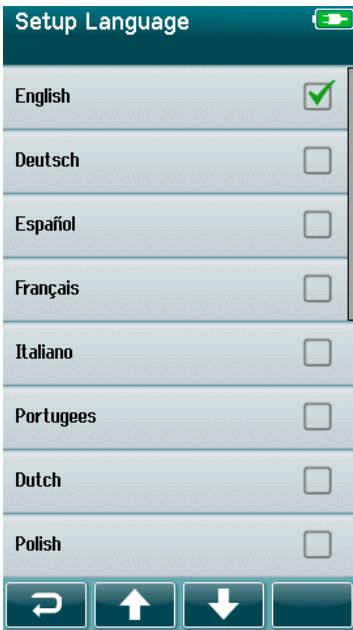 Setup Language
English
Deutsch
Español
Français
Italiano
Portugees
Dutch
Polish